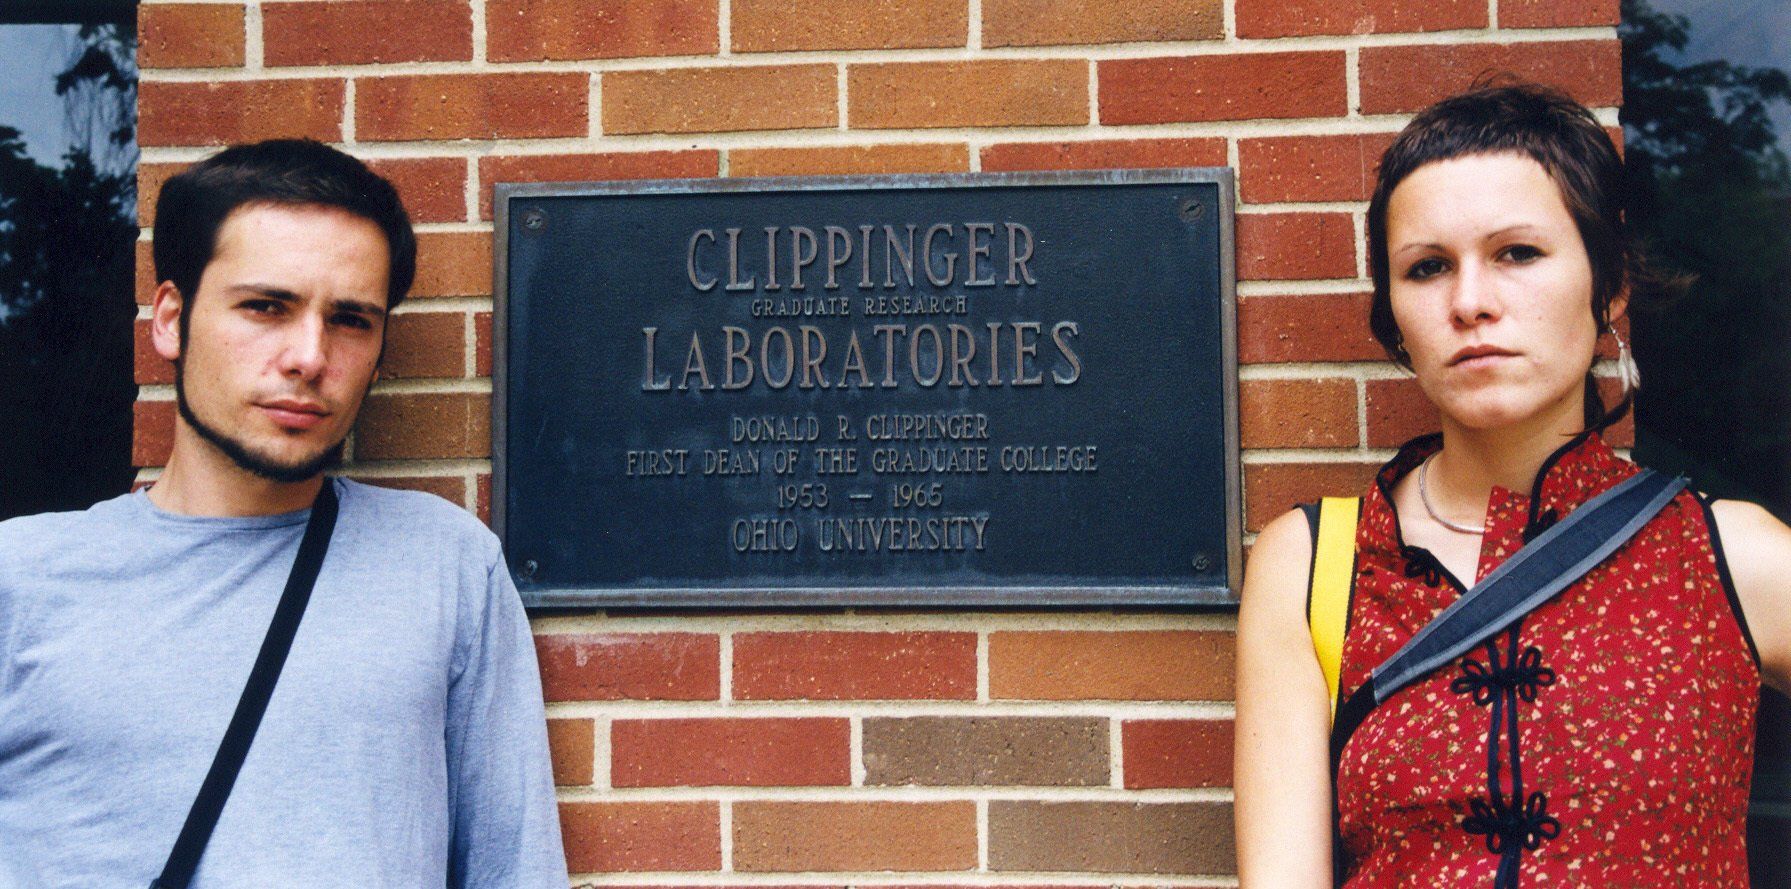 CLIPPINGER
GRADUATE RESEARCH
LABORATORIES
DONALD R. CLIPPINGER
FIRST DEAN OF THE GRADUATE COLLEGE
1953 — 1965
OHIO UNIVERSITY